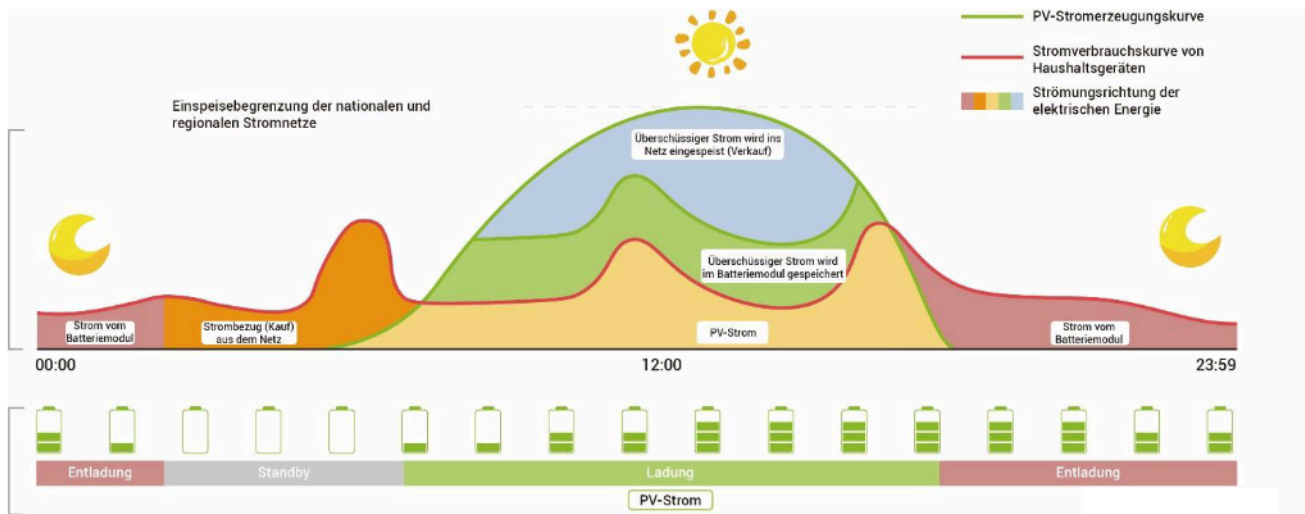 PV-Stromerzeugungskurve
Stromverbrauchskurve von
Haushaltsgeräten
Strömungsrichtung der
elektrischen Energie
Einspeisebegrenzung der nationalen und
regionalen Stromnetze
Überschüssiger Strom wird ins
Netz eingespeist (Verkauf)
Überschüssiger Strom wird
im Batteriemodul gespeichert
Strom vom
Batteriemodul
Strombezug (Kauf)
aus dem Netz
PV-Strom
Strom vom
Batteriemodul
00:00
12:00
23:59
Entladung
Standby
Ladung
Entladung
PV-Strom